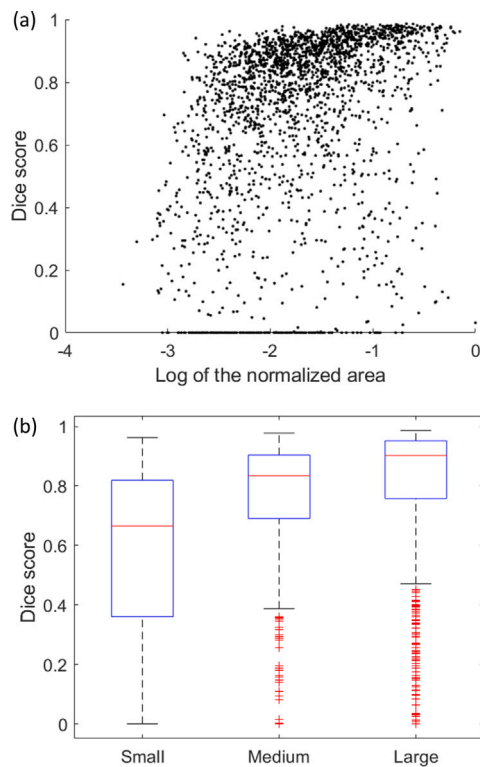 (a)
1
0.8
0.6
0.4
0.2
0
Dice score
-4 -3 -2 -1 0
Log of the normalized area
(b)
1
0.8
0.6
0.4
0.2
0
Dice score
Small Medium Large